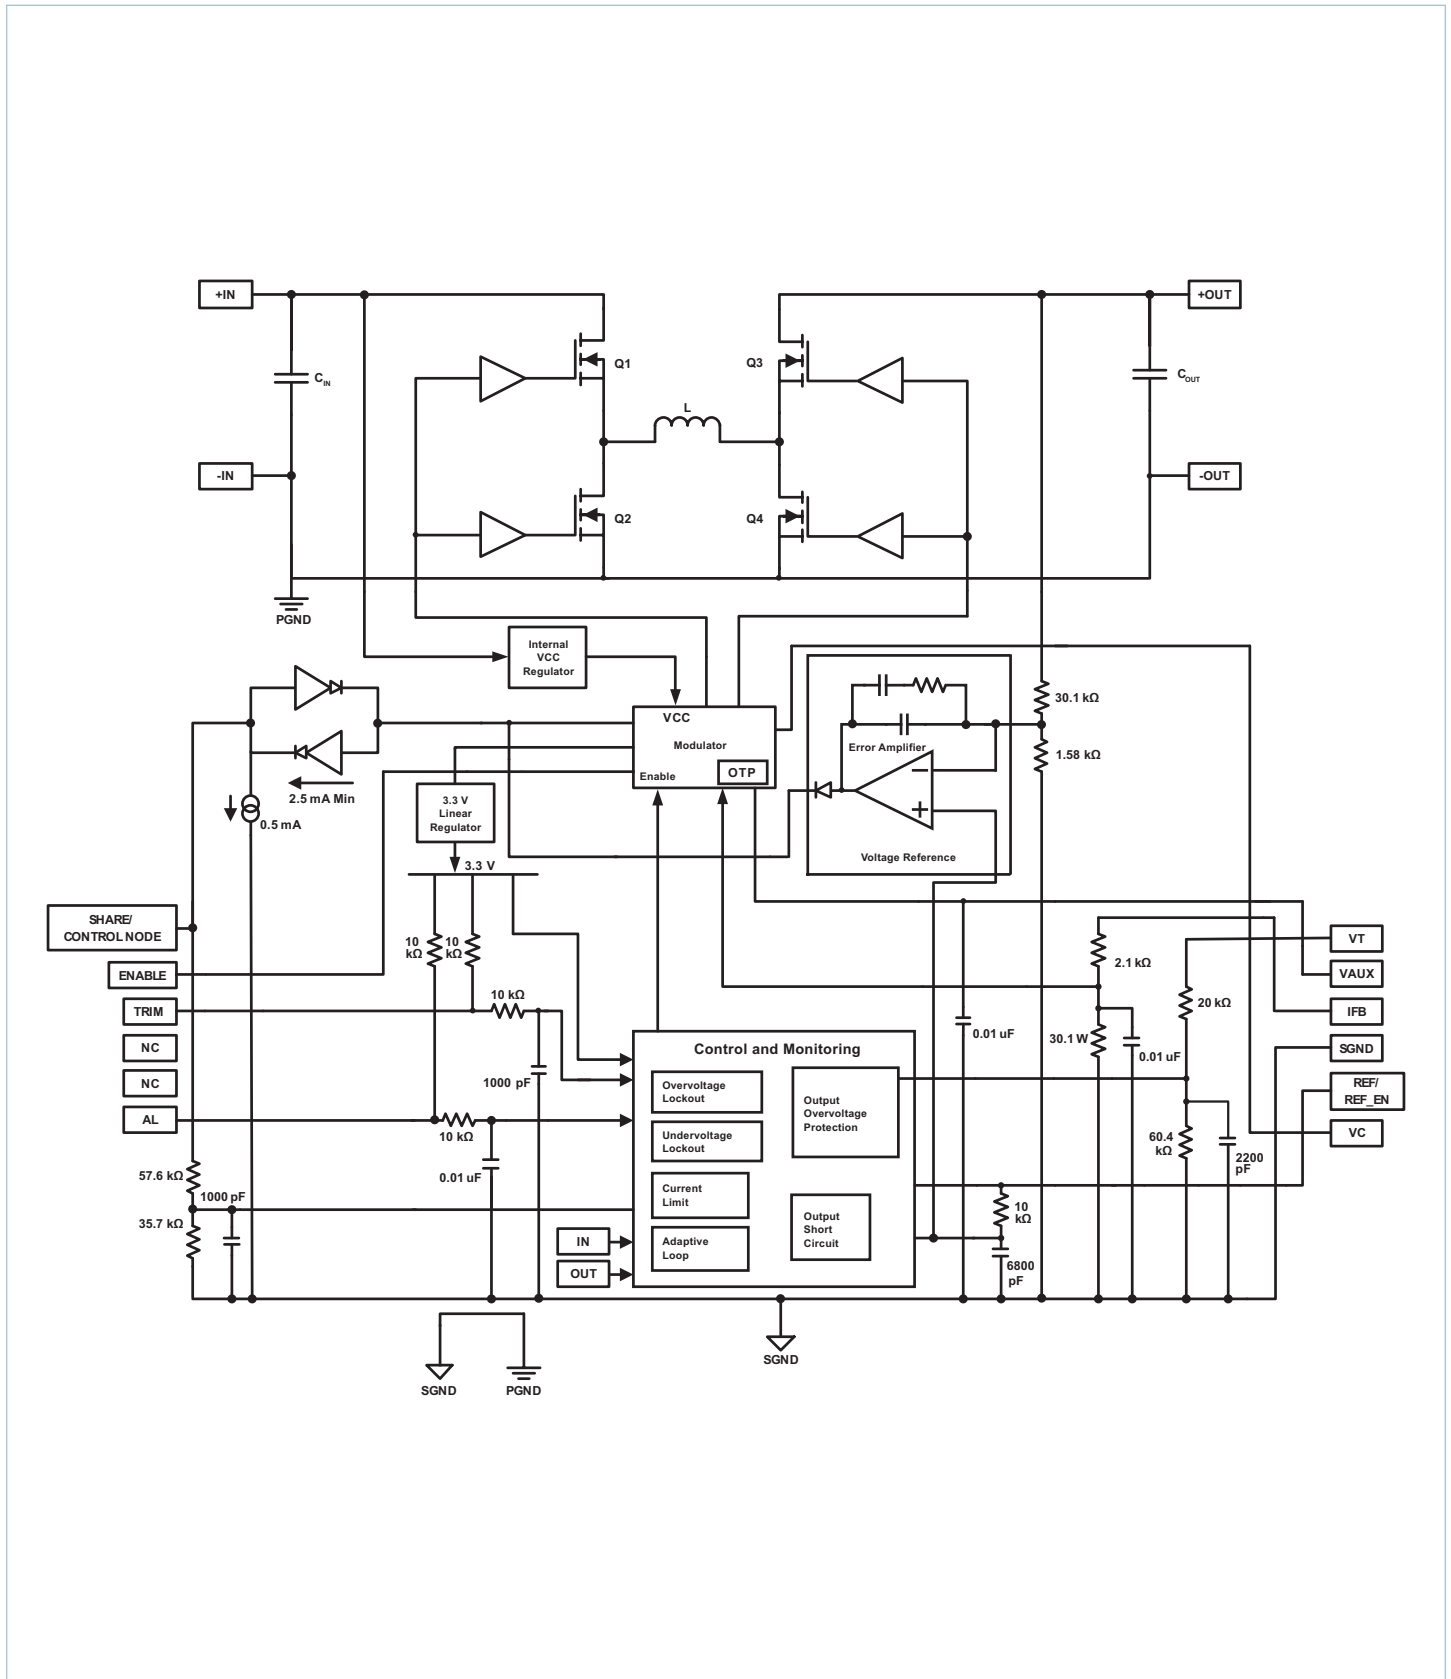 +IN
+OUT
Q1
Q3
CIN
COUT
L
-IN
-OUT
Q2
Q4
PGND
Internal
VCC
Regulator
30.1 kΩ
VCC
Modulator
Error Amplifier
1.58 kΩ
Enable
OTP
2.5 mA Min
3.3 V
Linear
Regulator
0.5 mA
Voltage Reference
3.3 V
SHARE/
CONTROL NODE
10
kΩ
10
kΩ
VT
2.1 kΩ
ENABLE
VAUX
10 kΩ
20 kΩ
TRIM
IFB
0.01 uF
30.1 W
NC
Control and Monitoring
SGND
0.01 uF
1000 pF
NC
Overvoltage
Lockout
Output
Overvoltage
Protection
REF/
REF_EN
AL
10 kΩ
Undervoltage
Lockout
60.4
kΩ
VC
2200
pF
57.6 kΩ
0.01 uF
1000 pF
Current
Limit
10
kΩ
35.7 kΩ
Output
Short
Circuit
IN
Adaptive
Loop
OUT
6800
pF
SGND
SGND
PGND